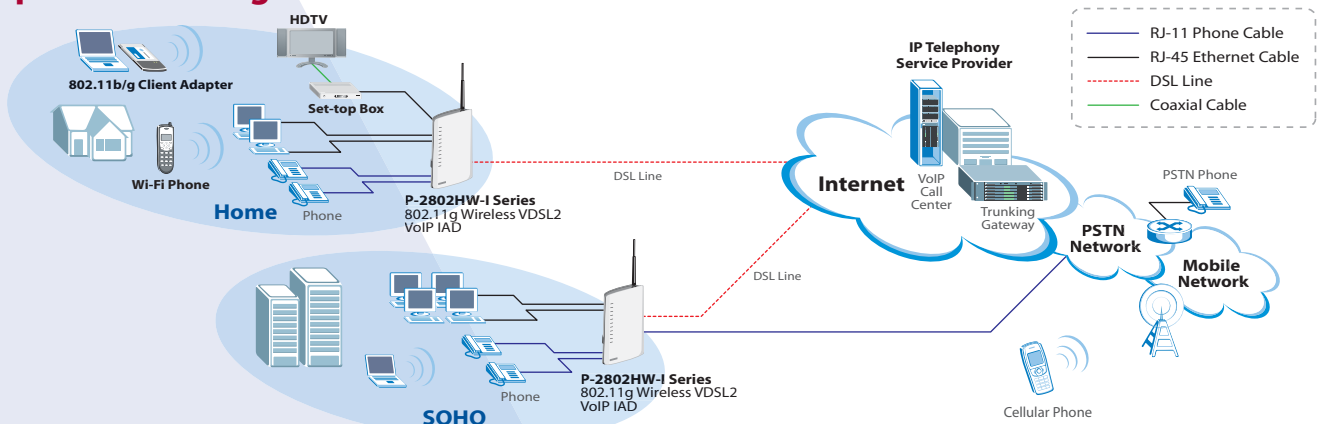 HDTV
802.11b/g Client Adapter
Set-top Box
Wi-Fi Phone
Home
Phone
P-2802HW-I Series
802.11g Wireless VDSL2
VoIP IAD
DSL Line
IP Telephony
Service Provider
Internet
VoIP
Call
Center
Trunking
Gateway
RJ-11 Phone Cable
RJ-45 Ethernet Cable
DSL Line
Coaxial Cable
PSTN Phone
PSTN
Network
Mobile
Network
DSL Line
Phone
SOHO
P-2802HW-I Series
802.11g Wireless VDSL2
VoIP IAD
Cellular Phone